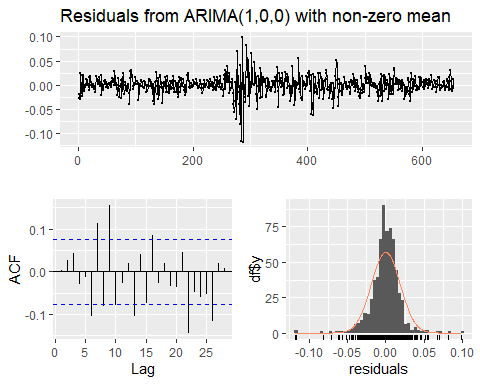 Residuals from ARIMA(1,0,0) with non-zero mean
0.10
0.05
0.00
-0.05
-0.10
0 200 400 600
ACF
0.1
0.0
-0.1
0 5 10 15 20 25
Lag
df$y
75
50
25
0
-0.10 -0.05 0.00 0.05 0.10
residuals